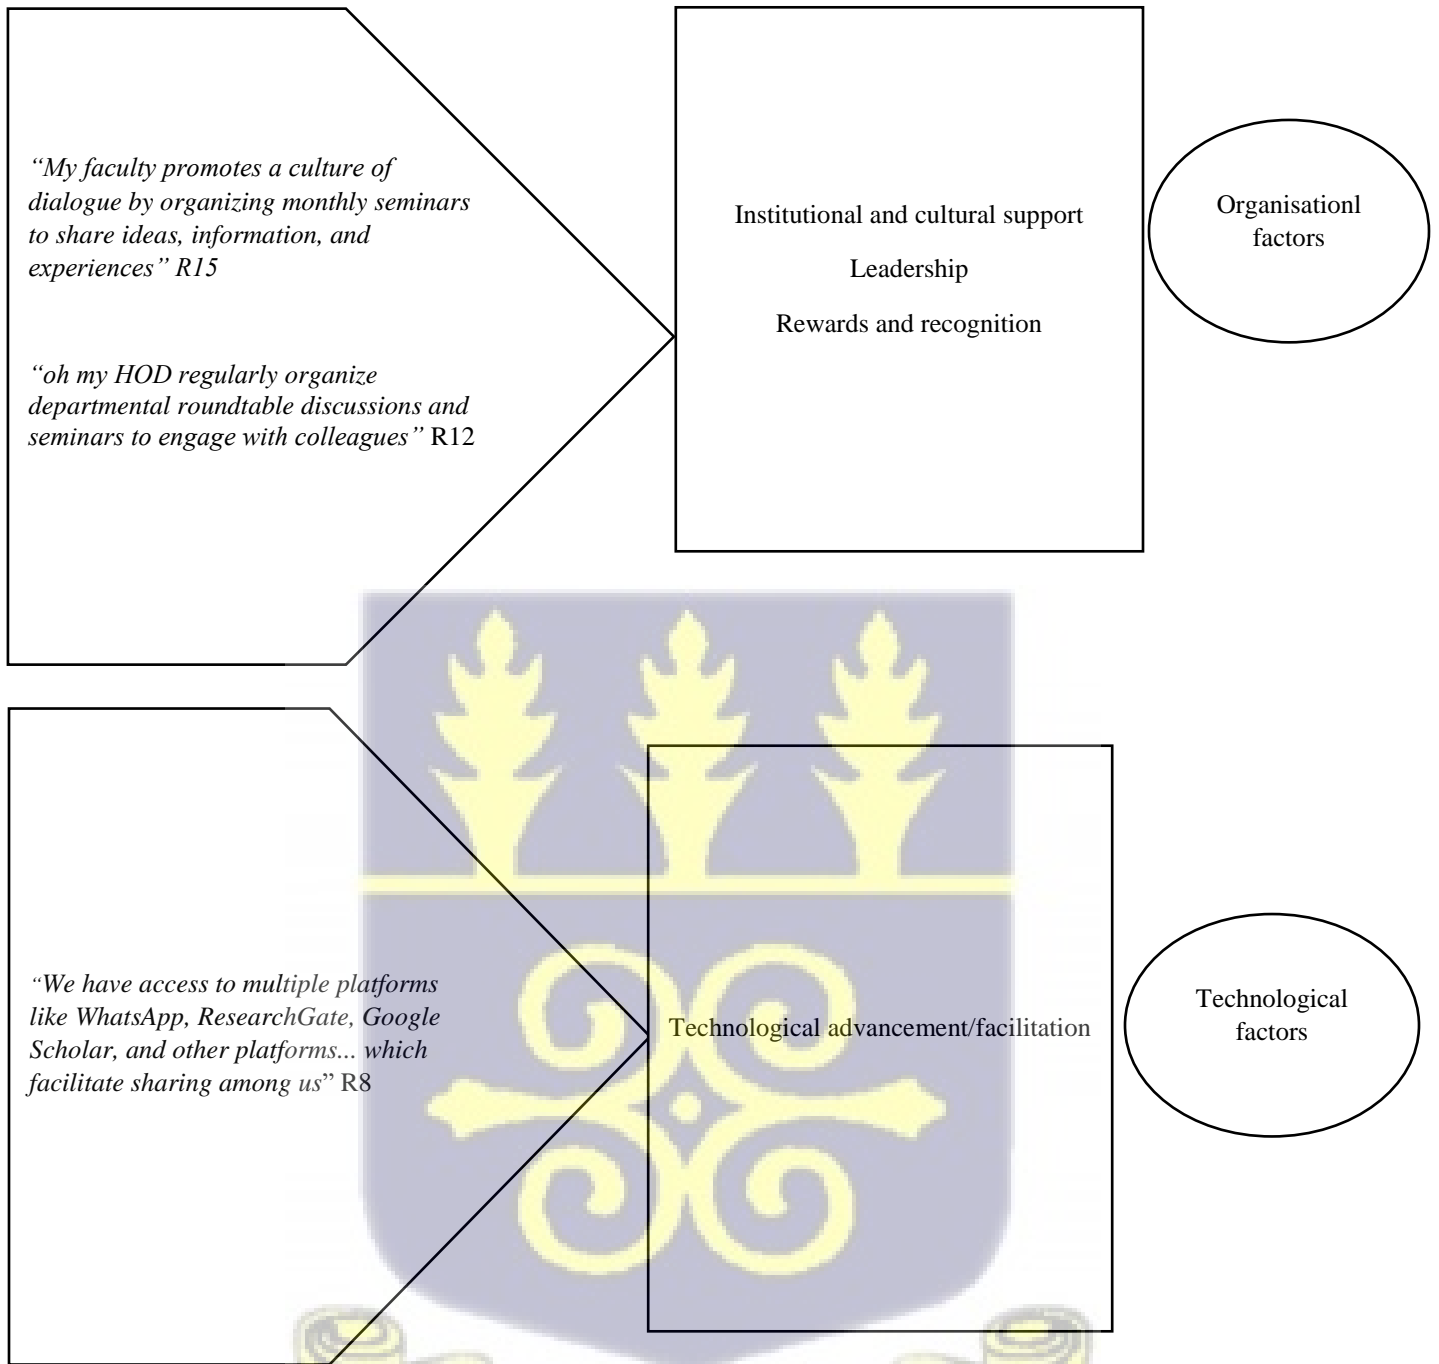 “My faculty promotes a culture of
dialogue by organizing monthly seminars
to share ideas, information, and
experiences” R15
“oh my HOD regularly organize
departmental roundtable discussions and
seminars to engage with colleagues” R12
Institutional and cultural support
Leadership
Rewards and recognition
Organisationl
factors
“We have access to multiple platforms
like WhatsApp, ResearchGate, Google
Scholar, and other platforms... which
facilitate sharing among us” R8
Technological advancement/facilitation
Technological
factors